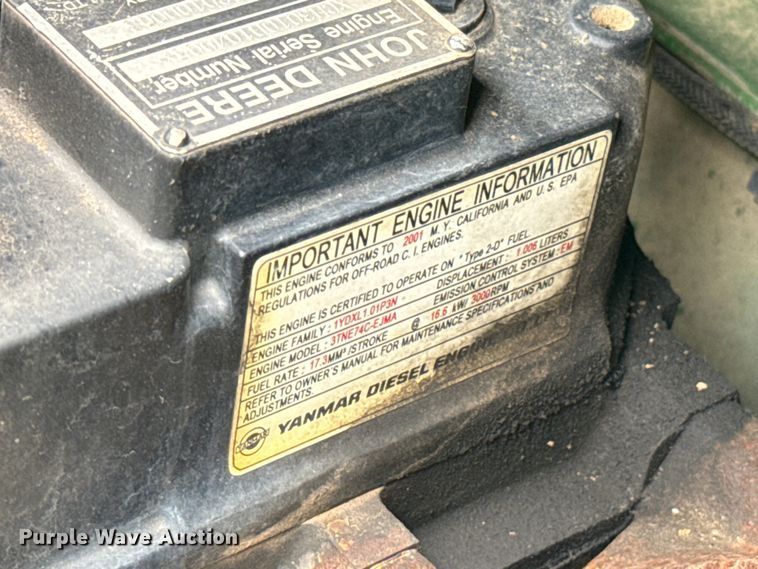 JOHN DEERE
Engine Serial Number
IMPORTANT ENGINE INFORMATION
THIS ENGINE CONFORMS TO 2001 M.Y. CALIFORNIA AND U.S. EPA
REGULATIONS FOR OFF-ROAD C.I. ENGINES.
THIS ENGINE IS CERTIFIED TO OPERATE ON "Type 2-D" FUEL
ENGINE FAMILY : 1YDXL1.01P3N DISPLACEMENT : 1.006 LITERS
ENGINE MODEL : 3TNE74C-EJMA EMISSION CONTROL SYSTEM : EM
FUEL RATE : 17.3MM³/STROKE @ 16.6 kW/ 3000RPM
REFER TO OWNER'S MANUAL FOR MAINTENANCE SPECIFICATIONS AND
ADJUSTMENTS.
YANMAR DIESEL ENGINE
Purple Wave Auction